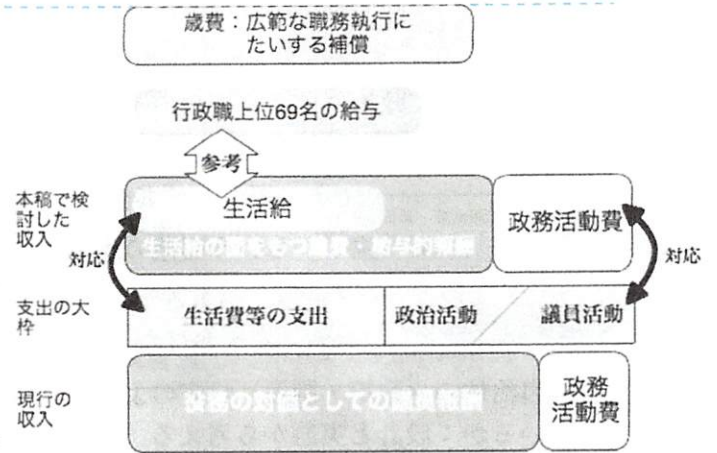 歳費：広範な職務執行に
たいする補償
行政職上位69名の給与
参考
本稿で検
討した
収入
生活給
政務活動費
生活給の面をもつ歳費・給与的報酬
対応
対応
支出の大
枠
生活費等の支出
政治活動
議員活動
現行の
収入
役務の対価としての議員報酬
政務
活動費